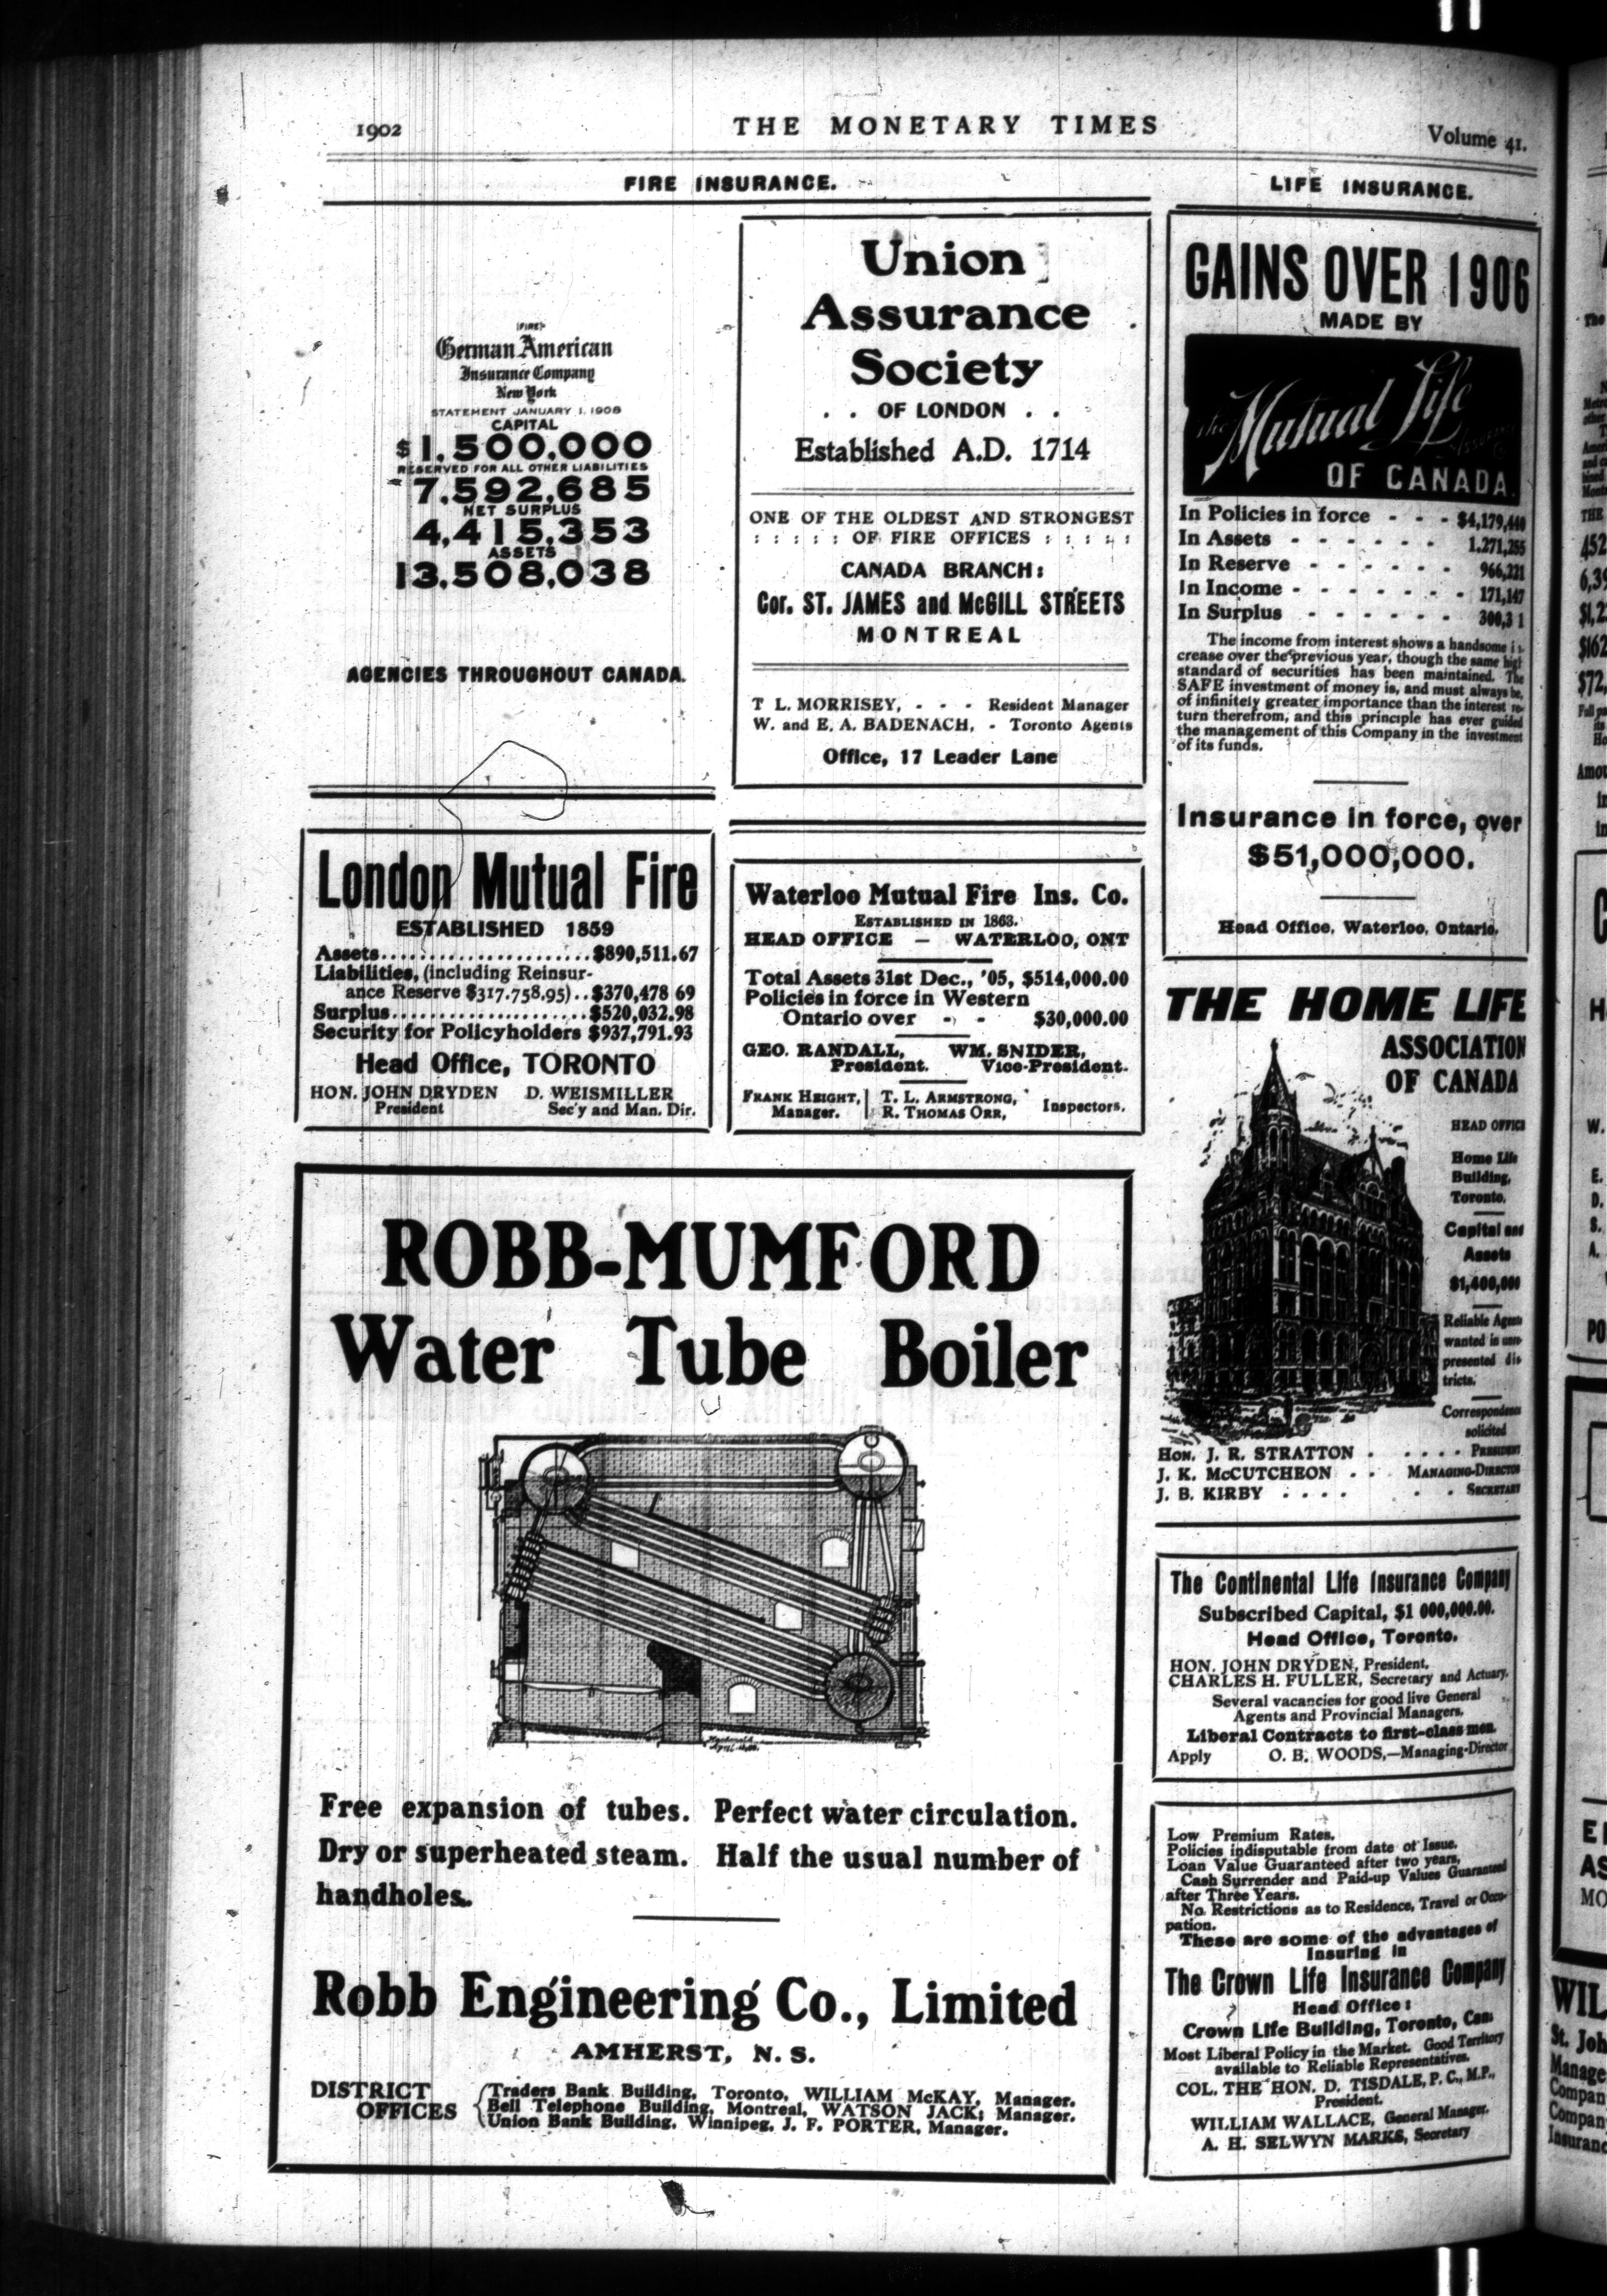 1902
THE MONETARY TIMES
Volume 41.
FIRE INSURANCE.
(FIRE)
German American
Insurance Company
New York
STATEMENT JANUARY 1, 1908
CAPITAL
$1,500,000
RESERVED FOR ALL OTHER LIABILITIES
7,592,685
NET SURPLUS
4,415,353
ASSETS
13,508,038
AGENCIES THROUGHOUT CANADA.
Union
Assurance
Society
. . OF LONDON . .
Established A.D. 1714
ONE OF THE OLDEST AND STRONGEST
: : : : : OF FIRE OFFICES : : : : :
CANADA BRANCH:
Cor. ST. JAMES and McGILL STREETS
MONTREAL
T L. MORRISEY, - - - Resident Manager
W. and E. A. BADENACH, - Toronto Agents
Office, 17 Leader Lane
London Mutual Fire
ESTABLISHED 1859
Assets......................$890,511.67
Liabilities, (including Reinsur-
ance Reserve $317.758.95)..$370,478 69
Surplus.....................$520,032.98
Security for Policyholders $937,791.93
Head Office, TORONTO
HON. JOHN DRYDEN D. WEISMILLER
President Sec'y and Man. Dir.
Waterloo Mutual Fire Ins. Co.
ESTABLISHED IN 1863.
HEAD OFFICE — WATERLOO, ONT
Total Assets 31st Dec., '05, $514,000.00
Policies in force in Western
Ontario over - - $30,000.00
GEO. RANDALL, WM. SNIDER,
President. Vice-President.
FRANK HEIGHT, T. L. ARMSTRONG,
Manager. R. THOMAS ORR, Inspectors.
ROBB-MUMFORD
Water Tube Boiler
Free expansion of tubes. Perfect water circulation.
Dry or superheated steam. Half the usual number of
handholes.
Robb Engineering Co., Limited
AMHERST, N. S.
DISTRICT OFFICES
Traders Bank Building, Toronto, WILLIAM McKAY, Manager.
Bell Telephone Building, Montreal, WATSON JACK; Manager.
Union Bank Building, Winnipeg, J. F. PORTER, Manager.
LIFE INSURANCE.
GAINS OVER 1906
MADE BY
the Mutual Life
Assurance Co
OF CANADA.
In Policies in force - - - $4,179,440
In Assets - - - - - - 1.271,255
In Reserve - - - - - - 966,221
In Income - - - - - - - 171,147
In Surplus - - - - - - 300,3 1
The income from interest shows a handsome in-
crease over the previous year, though the same high
standard of securities has been maintained. The
SAFE investment of money is, and must always be,
of infinitely greater importance than the interest re-
turn therefrom, and this principle has ever guided
the management of this Company in the investment
of its funds.
Insurance in force, over
$51,000,000.
Head Office, Waterloo, Ontario.
THE HOME LIFE
ASSOCIATION
OF CANADA
HEAD OFFICE
Home Life
Building,
Toronto.
Capital and
Assets
$1,400,000
Reliable Agents
wanted in unre-
presented dis-
tricts.
Correspondence
solicited
HON. J. R. STRATTON . . . . . PRESIDENT
J. K. McCUTCHEON . . MANAGING-DIRECTOR
J. B. KIRBY . . . . . . SECRETARY
The Continental Life Insurance Company
Subscribed Capital, $1 000,000.00.
Head Office, Toronto.
HON. JOHN DRYDEN, President.
CHARLES H. FULLER, Secretary and Actuary.
Several vacancies for good live General
Agents and Provincial Managers.
Liberal Contracts to first-class men.
Apply O. B. WOODS,—Managing-Director
Low Premium Rates.
Policies indisputable from date of Issue.
Loan Value Guaranteed after two years,
Cash Surrender and Paid-up Values Guaranteed
after Three Years.
No Restrictions as to Residence, Travel or Occu-
pation.
These are some of the advantages of
Insuring in
The Crown Life Insurance Company
Head Office:
Crown Life Building, Toronto, Can:
Most Liberal Policy in the Market. Good Territory
available to Reliable Representatives.
COL. THE HON. D. TISDALE, P. C., M.P.,
President.
WILLIAM WALLACE, General Manager.
A. H. SELWYN MARKS, Secretary